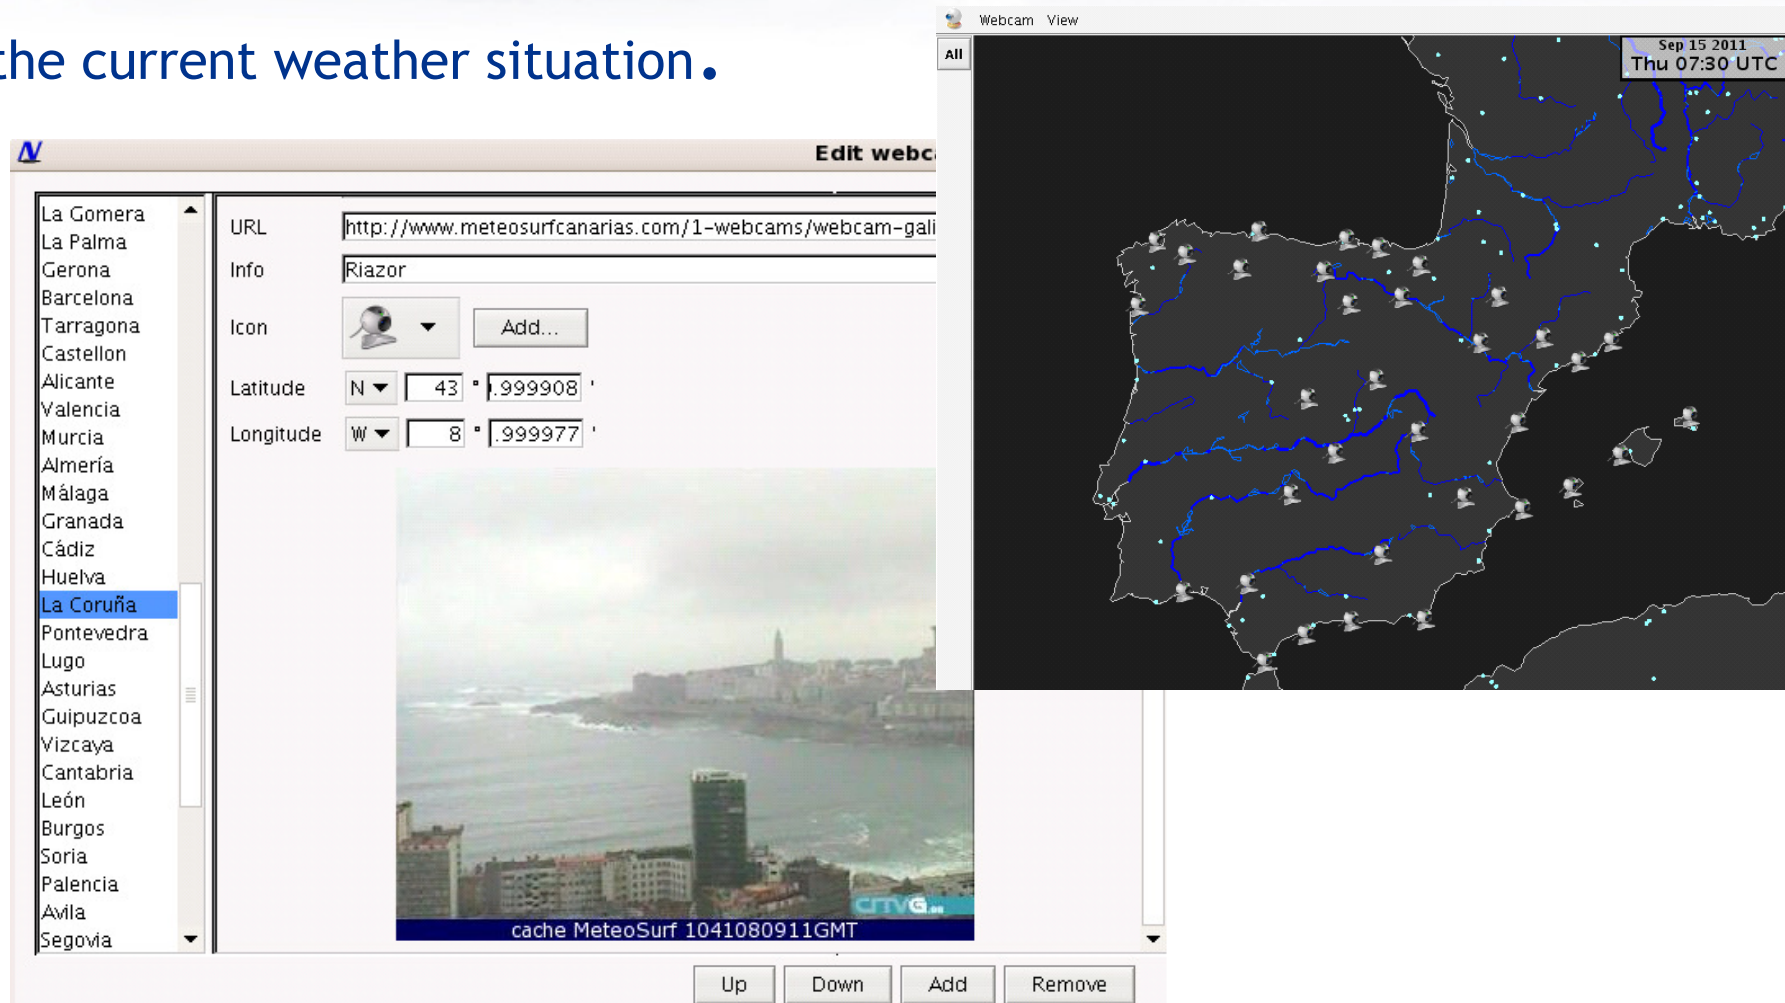 the current weather situation.
Webcam View
All
Sep 15 2011
Thu 07:30 UTC
Edit webc
La Gomera
La Palma
Gerona
Barcelona
Tarragona
Castellon
Alicante
Valencia
Murcia
Almería
Málaga
Granada
Cádiz
Huelva
La Coruña
Pontevedra
Lugo
Asturias
Guipuzcoa
Vizcaya
Cantabria
León
Burgos
Soria
Palencia
Avila
Segovia
URL http://www.meteosurfcanarias.com/1-webcams/webcam-gali
Info Riazor
Icon Add...
Latitude N 43 ° .999908 '
Longitude W 8 ° .999977 '
CRTVG.es
cache MeteoSurf 1041080911GMT
Up Down Add Remove